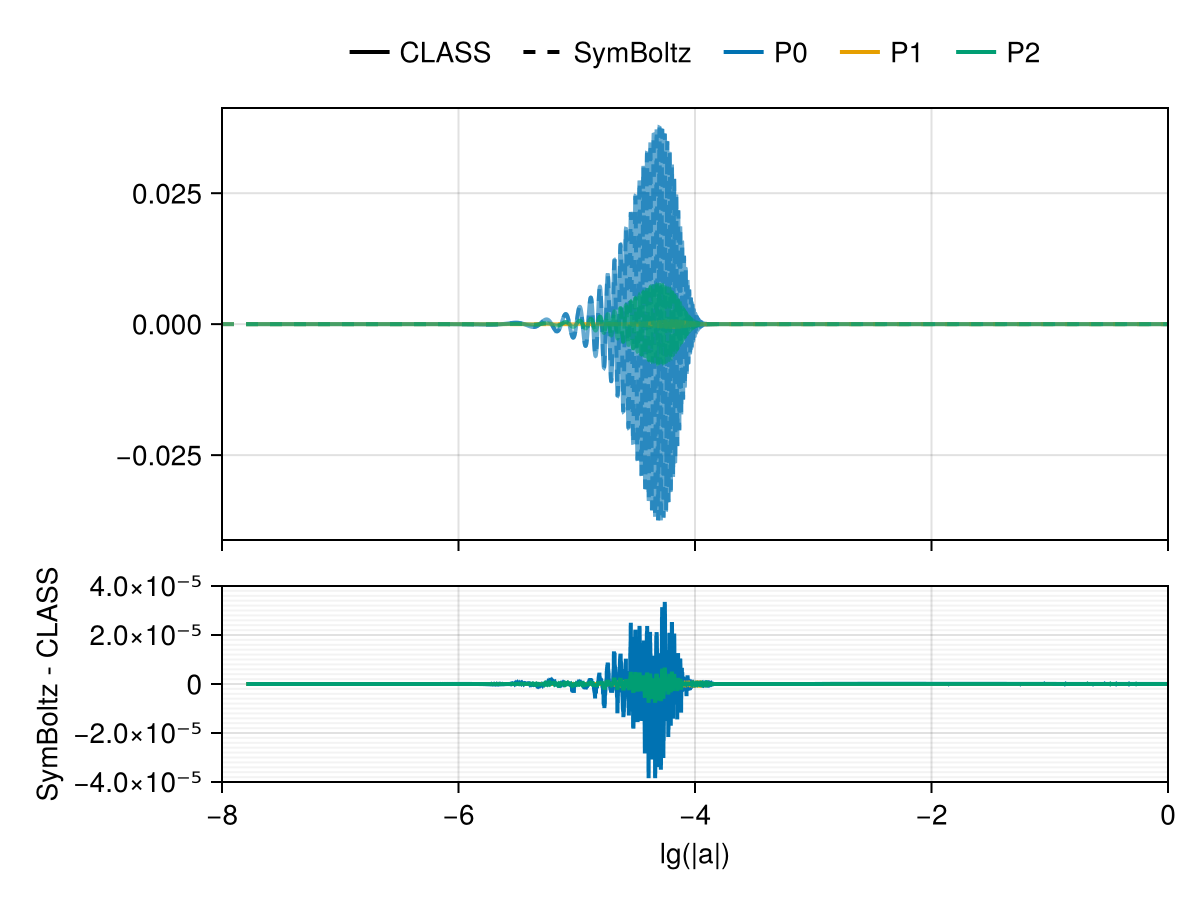 CLASS SymBoltz P0 P1 P2
0.025
0.000
−0.025
SymBoltz - CLASS
4.0×10⁻⁵
2.0×10⁻⁵
0
−2.0×10⁻⁵
−4.0×10⁻⁵
−8 −6 −4 −2 0
lg(|a|)